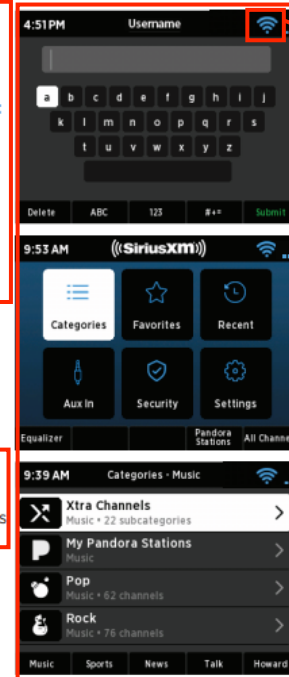 4:51 PM Username
a b c d e f g h i j
k l m n o p q r s
t u v w x y z
Delete ABC 123 #+= Submit
9:53 AM ((SiriusXM))
Categories Favorites Recent
Aux In Security Settings
Equalizer Pandora Stations All Channe
9:39 AM Categories - Music
Xtra Channels
Music • 22 subcategories
s
My Pandora Stations
Music
Pop
Music • 62 channels
Rock
Music • 76 channels
Music Sports News Talk Howard